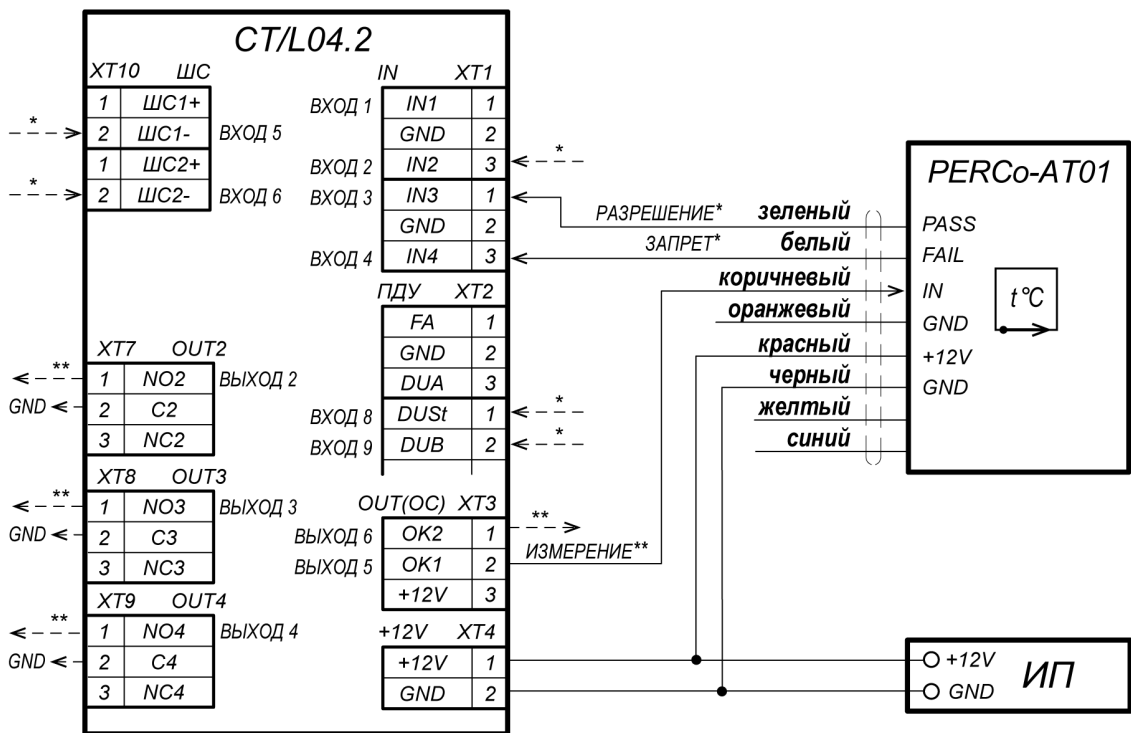 CT/L04.2
XT10 ШС
1 ШС1+
* 2 ШС1- ВХОД 5
1 ШС2+
* 2 ШС2- ВХОД 6
XT7 OUT2
** 1 NO2 ВЫХОД 2
GND 2 C2
3 NC2
XT8 OUT3
** 1 NO3 ВЫХОД 3
GND 2 C3
3 NC3
XT9 OUT4
** 1 NO4 ВЫХОД 4
GND 2 C4
3 NC4
IN XT1
ВХОД 1 IN1 1
GND 2
ВХОД 2 IN2 3 *
ВХОД 3 IN3 1
GND 2
ВХОД 4 IN4 3
ПДУ XT2
FA 1
GND 2
DUA 3
ВХОД 8 DUSt 1 *
ВХОД 9 DUB 2 *
OUT(OC) XT3
ВЫХОД 6 OK2 1 **
ВЫХОД 5 OK1 2 ИЗМЕРЕНИЕ**
+12V 3
+12V XT4
+12V 1
GND 2
PERCo-AT01
РАЗРЕШЕНИЕ* зеленый PASS
ЗАПРЕТ* белый FAIL
коричневый IN
оранжевый GND
красный +12V
черный GND
желтый
синий
t°C
+12V
GND
ИП